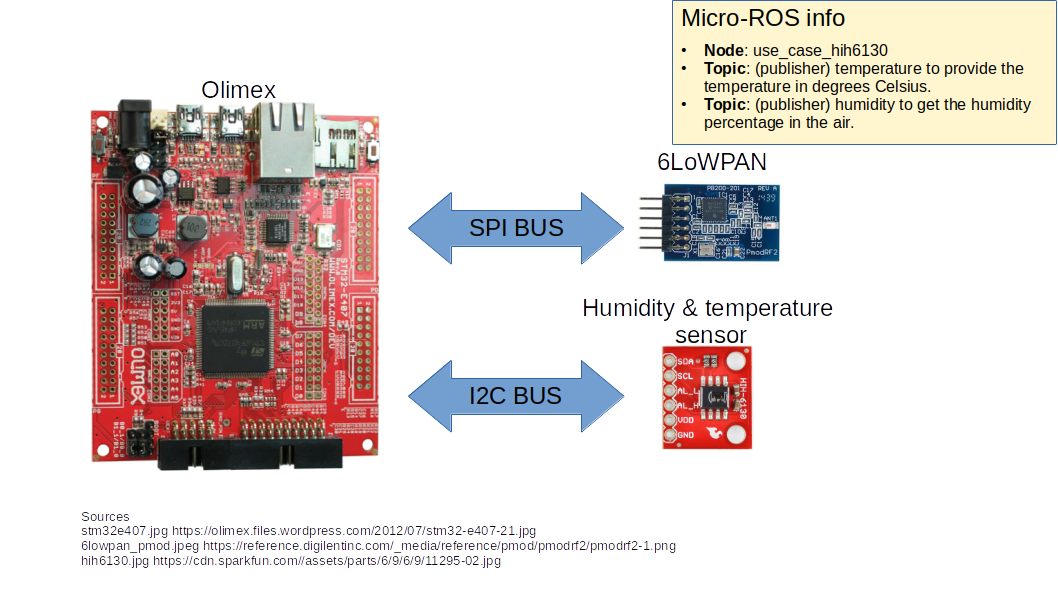 Micro-ROS info
• Node: use_case_hih6130
• Topic: (publisher) temperature to provide the
temperature in degrees Celsius.
• Topic: (publisher) humidity to get the humidity
percentage in the air.
Olimex
6LoWPAN
SPI BUS
PB200-201 REV A
1439
ANT1
PmodRF2
J1
Humidity & temperature
sensor
I2C BUS
SDA
SCL
AL_L
AL_H
VDD
GND
HIH-6130
STM32-E407
WWW.OLIMEX.COM/DEV
ARM
OLIMEX
Sources
stm32e407.jpg https://olimex.files.wordpress.com/2012/07/stm32-e407-21.jpg
6lowpan_pmod.jpeg https://reference.digilentinc.com/_media/reference/pmod/pmodrf2/pmodrf2-1.png
hih6130.jpg https://cdn.sparkfun.com//assets/parts/6/9/6/9/11295-02.jpg